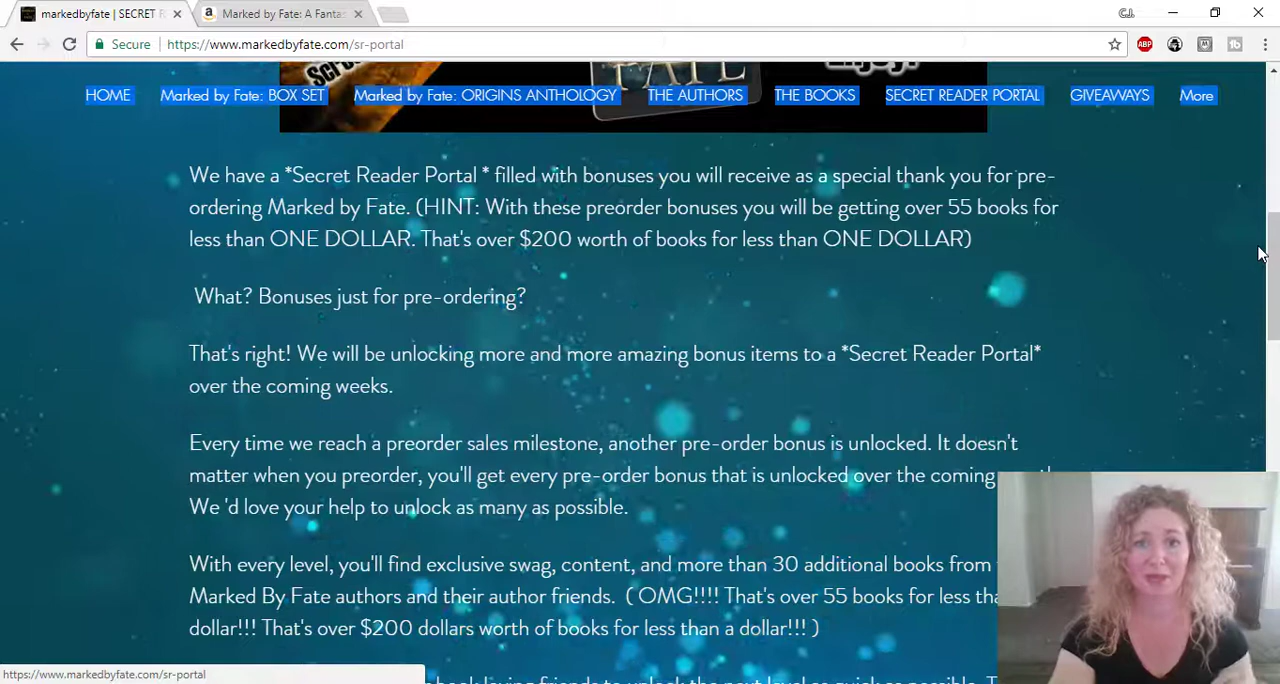 markedbyfate | SECRET R
Marked by Fate: A Fantas
C.J.
Secure
https://www.markedbyfate.com/sr-portal
ABP
FATE
HOME
Marked by Fate: BOX SET
Marked by Fate: ORIGINS ANTHOLOGY
THE AUTHORS
THE BOOKS
SECRET READER PORTAL
GIVEAWAYS
More
We have a *Secret Reader Portal * filled with bonuses you will receive as a special thank you for pre-
ordering Marked by Fate. (HINT: With these preorder bonuses you will be getting over 55 books for
less than ONE DOLLAR. That's over $200 worth of books for less than ONE DOLLAR)
What? Bonuses just for pre-ordering?
That's right! We will be unlocking more and more amazing bonus items to a *Secret Reader Portal*
over the coming weeks.
Every time we reach a preorder sales milestone, another pre-order bonus is unlocked. It doesn't
matter when you preorder, you'll get every pre-order bonus that is unlocked over the coming
We 'd love your help to unlock as many as possible.
With every level, you'll find exclusive swag, content, and more than 30 additional books from
Marked By Fate authors and their author friends. ( OMG!!!! That's over 55 books for less tha
dollar!!! That's over $200 dollars worth of books for less than a dollar!!! )
https://www.markedbyfate.com/sr-portal